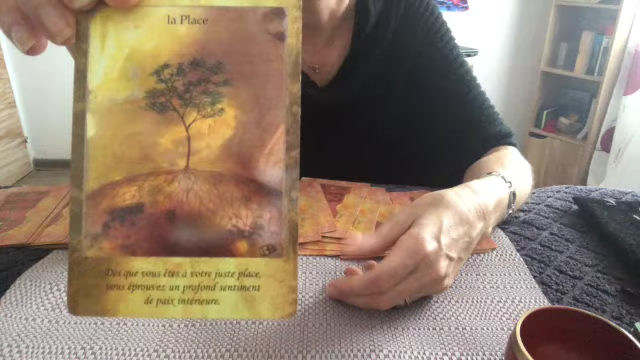 la Place
Dès que vous êtes à votre juste place,
vous éprouvez un profond sentiment
de paix intérieure.